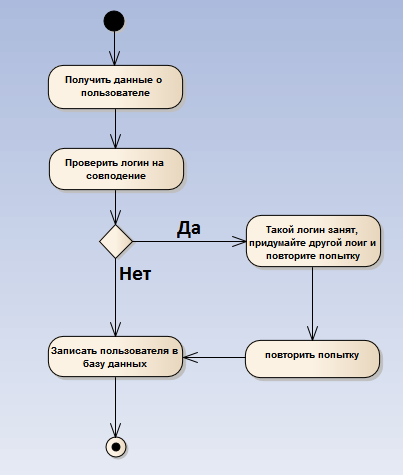 Получить данные о
пользователе
Проверить логин на
совподение
Да
Такой логин занят,
придумайте другой лоиг и
повторите попытку
Нет
Записать пользователя в
базу данных
повторить попытку